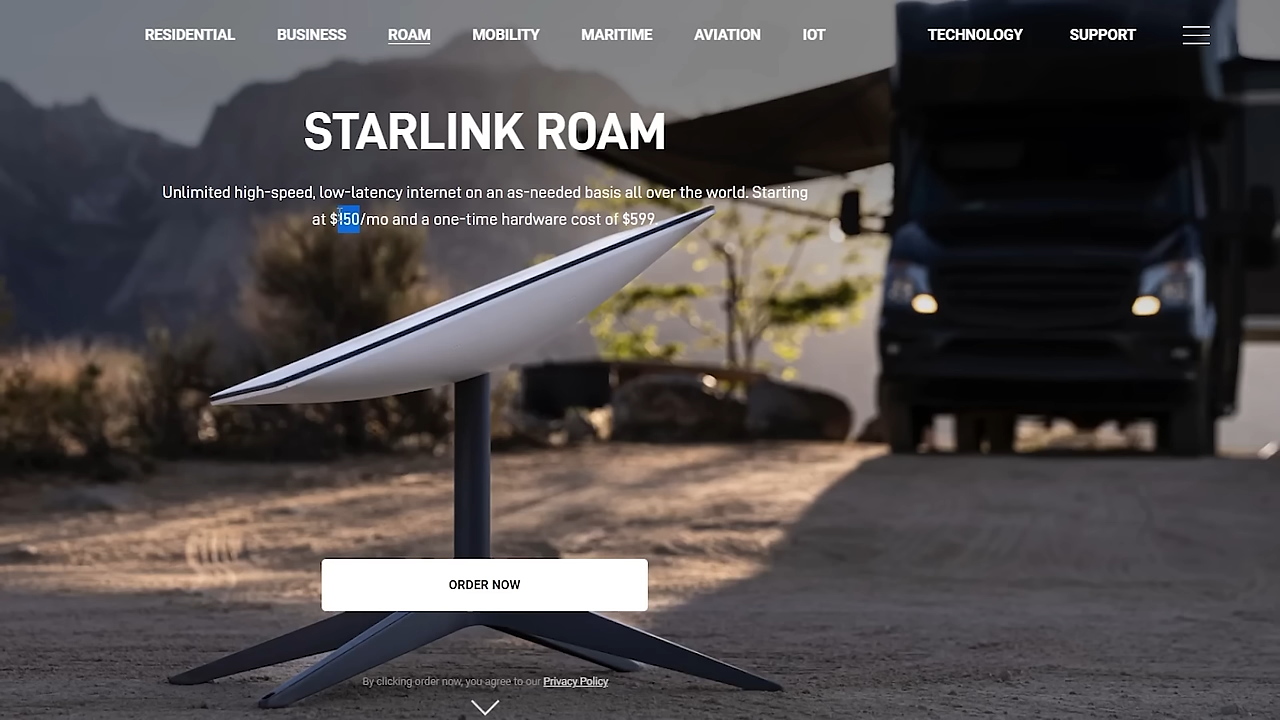 RESIDENTIAL BUSINESS ROAM MOBILITY MARITIME AVIATION IOT TECHNOLOGY SUPPORT
STARLINK ROAM
Unlimited high-speed, low-latency internet on an as-needed basis all over the world. Starting
at $150/mo and a one-time hardware cost of $599.
ORDER NOW
By clicking order now, you agree to our Privacy Policy